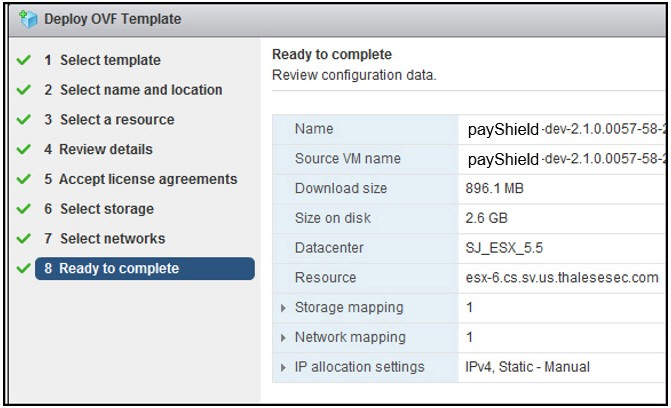 Deploy OVF Template
1 Select template
2 Select name and location
3 Select a resource
4 Review details
5 Accept license agreements
6 Select storage
7 Select networks
8 Ready to complete
Ready to complete
Review configuration data.
Name payShield-dev-2.1.0.0057-58-2
Source VM name payShield-dev-2.1.0.0057-58-2
Download size 896.1 MB
Size on disk 2.6 GB
Datacenter SJ_ESX_5.5
Resource esx-6.cs.sv.us.thalesesec.com
Storage mapping 1
Network mapping 1
IP allocation settings IPv4, Static - Manual